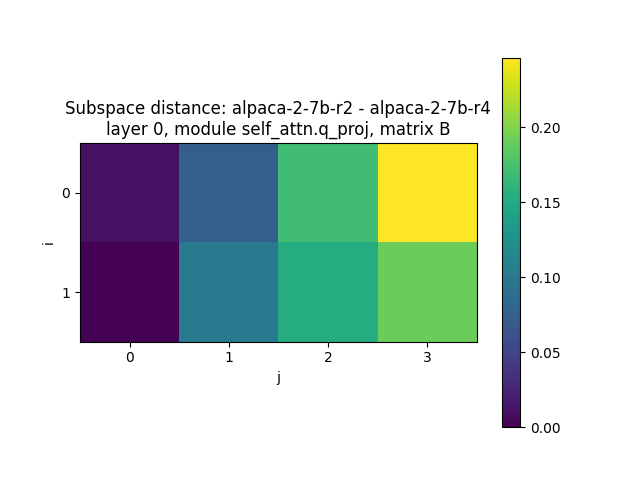 Subspace distance: alpaca-2-7b-r2 - alpaca-2-7b-r4
layer 0, module self_attn.q_proj, matrix B
0
1
i
0 1 2 3
j
0.20
0.15
0.10
0.05
0.00